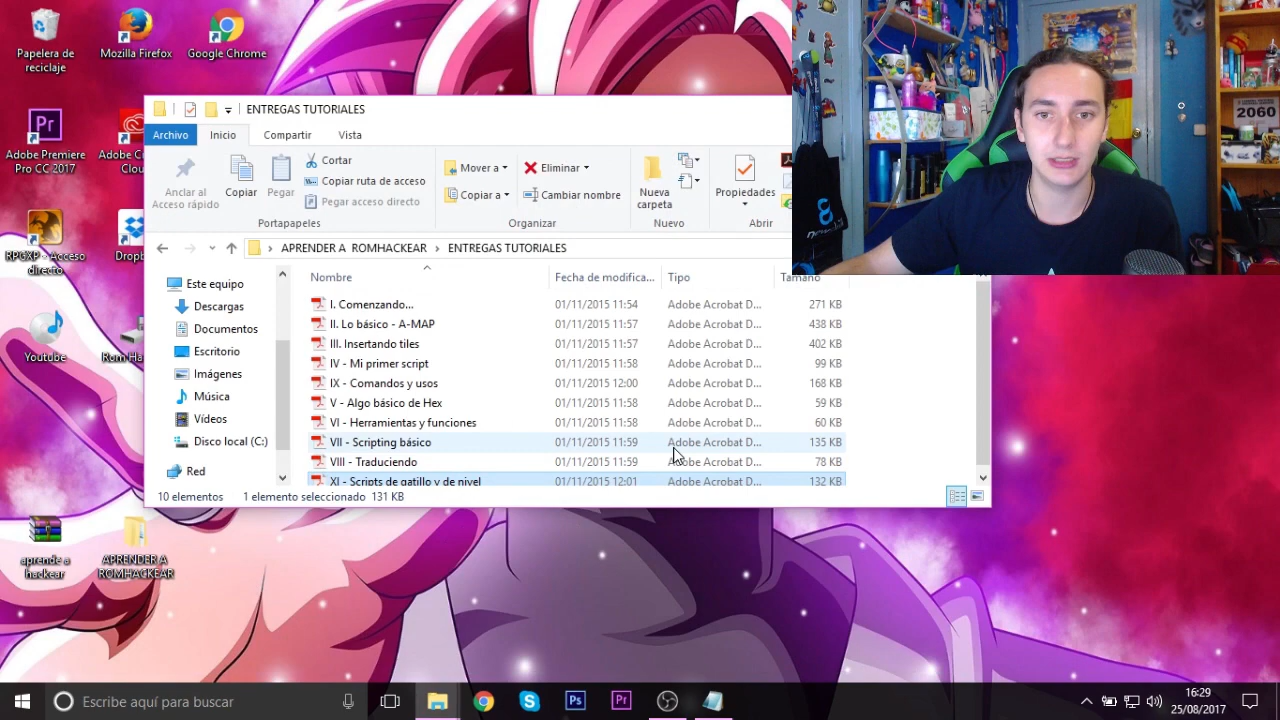 Papelera de
reciclaje
Mozilla Firefox
Google Chrome
Adobe Premiere
Pro CC 2017
RPGXP - Acceso
directo
Youtube
aprende a
hackear
APRENDER A
ROMHACKEAR
ENTREGAS TUTORIALES
Archivo
Inicio
Compartir
Vista
Anclar al
Acceso rápido
Copiar
Pegar
Cortar
Copiar ruta de acceso
Pegar acceso directo
Portapapeles
Mover a
Copiar a
Eliminar
Cambiar nombre
Organizar
Nueva
carpeta
Nuevo
Propiedades
Abrir
APRENDER A ROMHACKEAR › ENTREGAS TUTORIALES
Este equipo
Descargas
Documentos
Escritorio
Imágenes
Música
Vídeos
Disco local (C:)
Red
Nombre Fecha de modifica... Tipo Tamaño
I. Comenzando... 01/11/2015 11:54 Adobe Acrobat D... 271 KB
II. Lo básico - A-MAP 01/11/2015 11:57 Adobe Acrobat D... 438 KB
III. Insertando tiles 01/11/2015 11:57 Adobe Acrobat D... 402 KB
IV - Mi primer script 01/11/2015 11:58 Adobe Acrobat D... 99 KB
IX - Comandos y usos 01/11/2015 12:00 Adobe Acrobat D... 168 KB
V - Algo básico de Hex 01/11/2015 11:58 Adobe Acrobat D... 59 KB
VI - Herramientas y funciones 01/11/2015 11:58 Adobe Acrobat D... 60 KB
VII - Scripting básico 01/11/2015 11:59 Adobe Acrobat D... 135 KB
VIII - Traduciendo 01/11/2015 11:59 Adobe Acrobat D... 78 KB
XI - Scripts de gatillo y de nivel 01/11/2015 12:01 Adobe Acrobat D... 132 KB
10 elementos 1 elemento seleccionado 131 KB
2060
Escribe aquí para buscar
16:29
25/08/2017